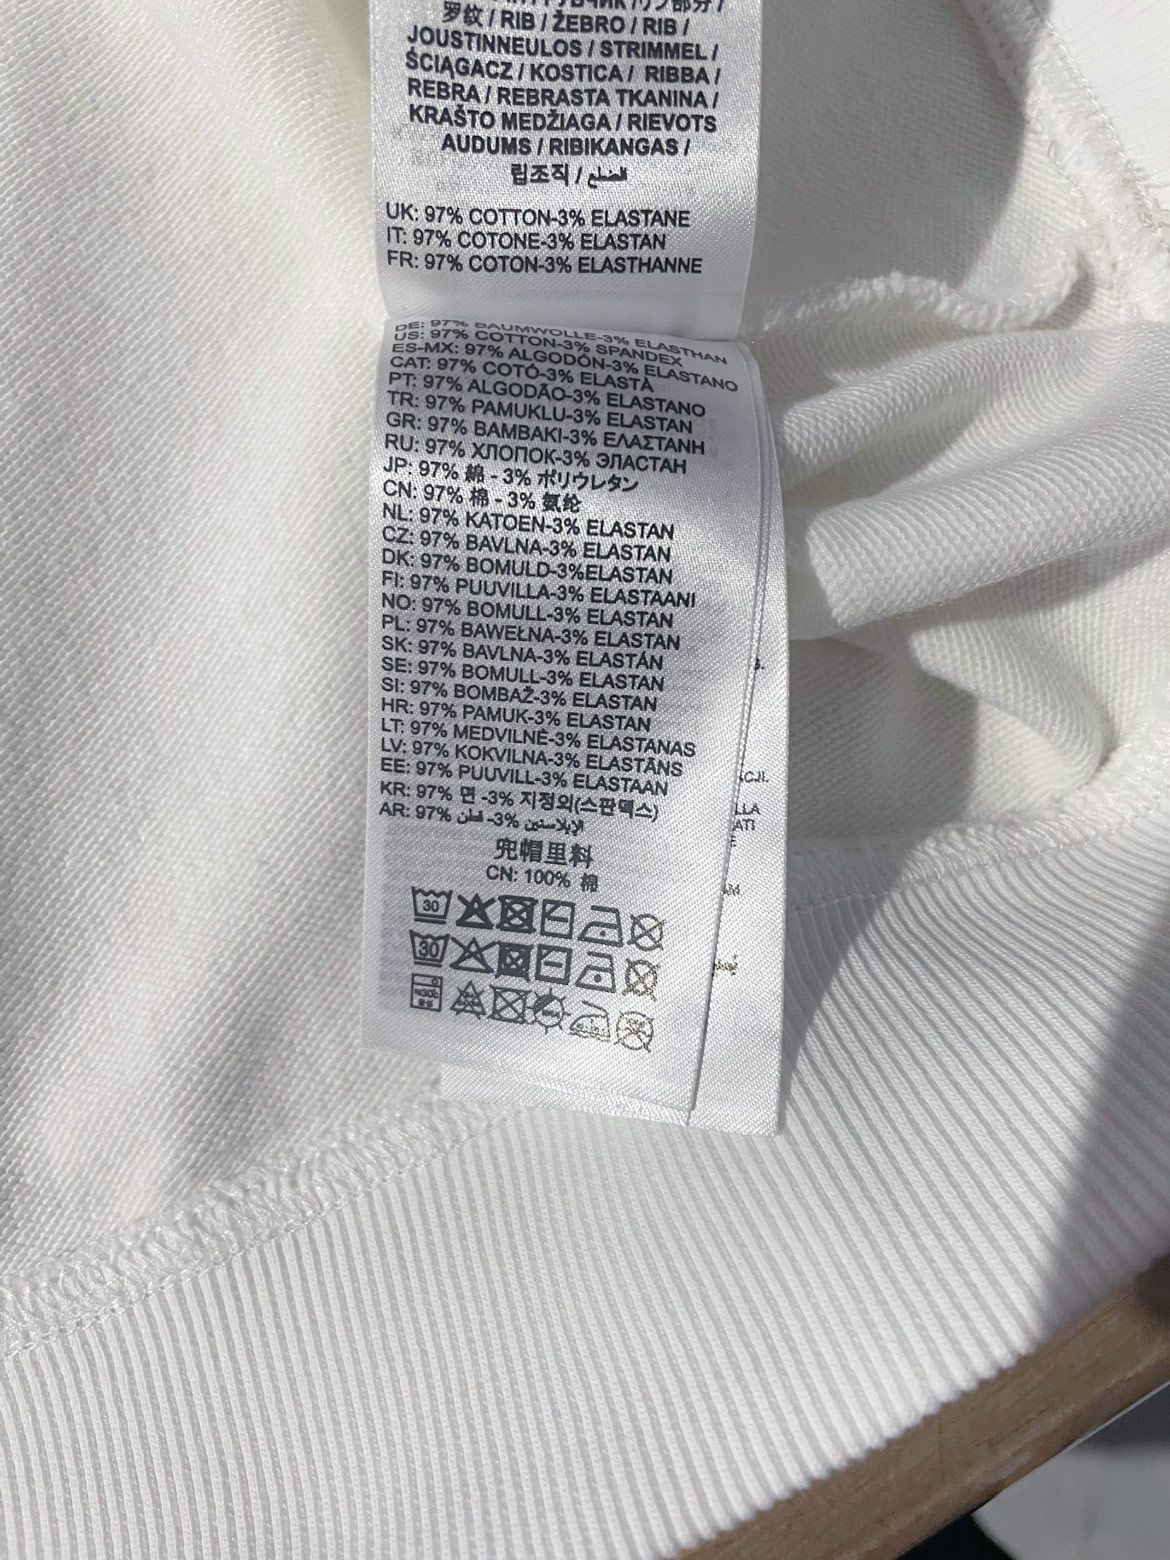 罗纹 / RIB / ŽEBRO / RIB /
JOUSTINNEULOS / STRIMMEL /
ŚCIĄGACZ / KOSTICA / RIBBA /
REBRA / REBRASTA TKANINA /
KRAŠTO MEDŽIAGA / RIEVOTS
AUDUMS / RIBIKANGAS /
립조직 / الضلع
UK: 97% COTTON-3% ELASTANE
IT: 97% COTONE-3% ELASTAN
FR: 97% COTON-3% ELASTHANNE
DE: 97% BAUMWOLLE-3% ELASTHAN
US: 97% COTTON-3% SPANDEX
ES-MX: 97% ALGODÓN-3% ELASTANO
CAT: 97% COTÓ-3% ELASTÀ
PT: 97% ALGODÃO-3% ELASTANO
TR: 97% PAMUKLU-3% ELASTAN
GR: 97% ΒΑΜΒΑΚΙ-3% ΕΛΑΣΤΑΝΗ
RU: 97% ХЛОПОК-3% ЭЛАСТАН
JP: 97% 綿 - 3% ポリウレタン
CN: 97% 棉 - 3% 氨纶
NL: 97% KATOEN-3% ELASTAN
CZ: 97% BAVLNA-3% ELASTAN
DK: 97% BOMULD-3%ELASTAN
FI: 97% PUUVILLA-3% ELASTAANI
NO: 97% BOMULL-3% ELASTAN
PL: 97% BAWEŁNA-3% ELASTAN
SK: 97% BAVLNA-3% ELASTÁN
SE: 97% BOMULL-3% ELASTAN
SI: 97% BOMBAŽ-3% ELASTAN
HR: 97% PAMUK-3% ELASTAN
LT: 97% MEDVILNĖ-3% ELASTANAS
LV: 97% KOKVILNA-3% ELASTĀNS
EE: 97% PUUVILL-3% ELASTAAN
KR: 97% 면 -3% 지정외(스판덱스)
AR: 97% قطن -3% الإيلاستين
兜帽里料
CN: 100% 棉
30
30